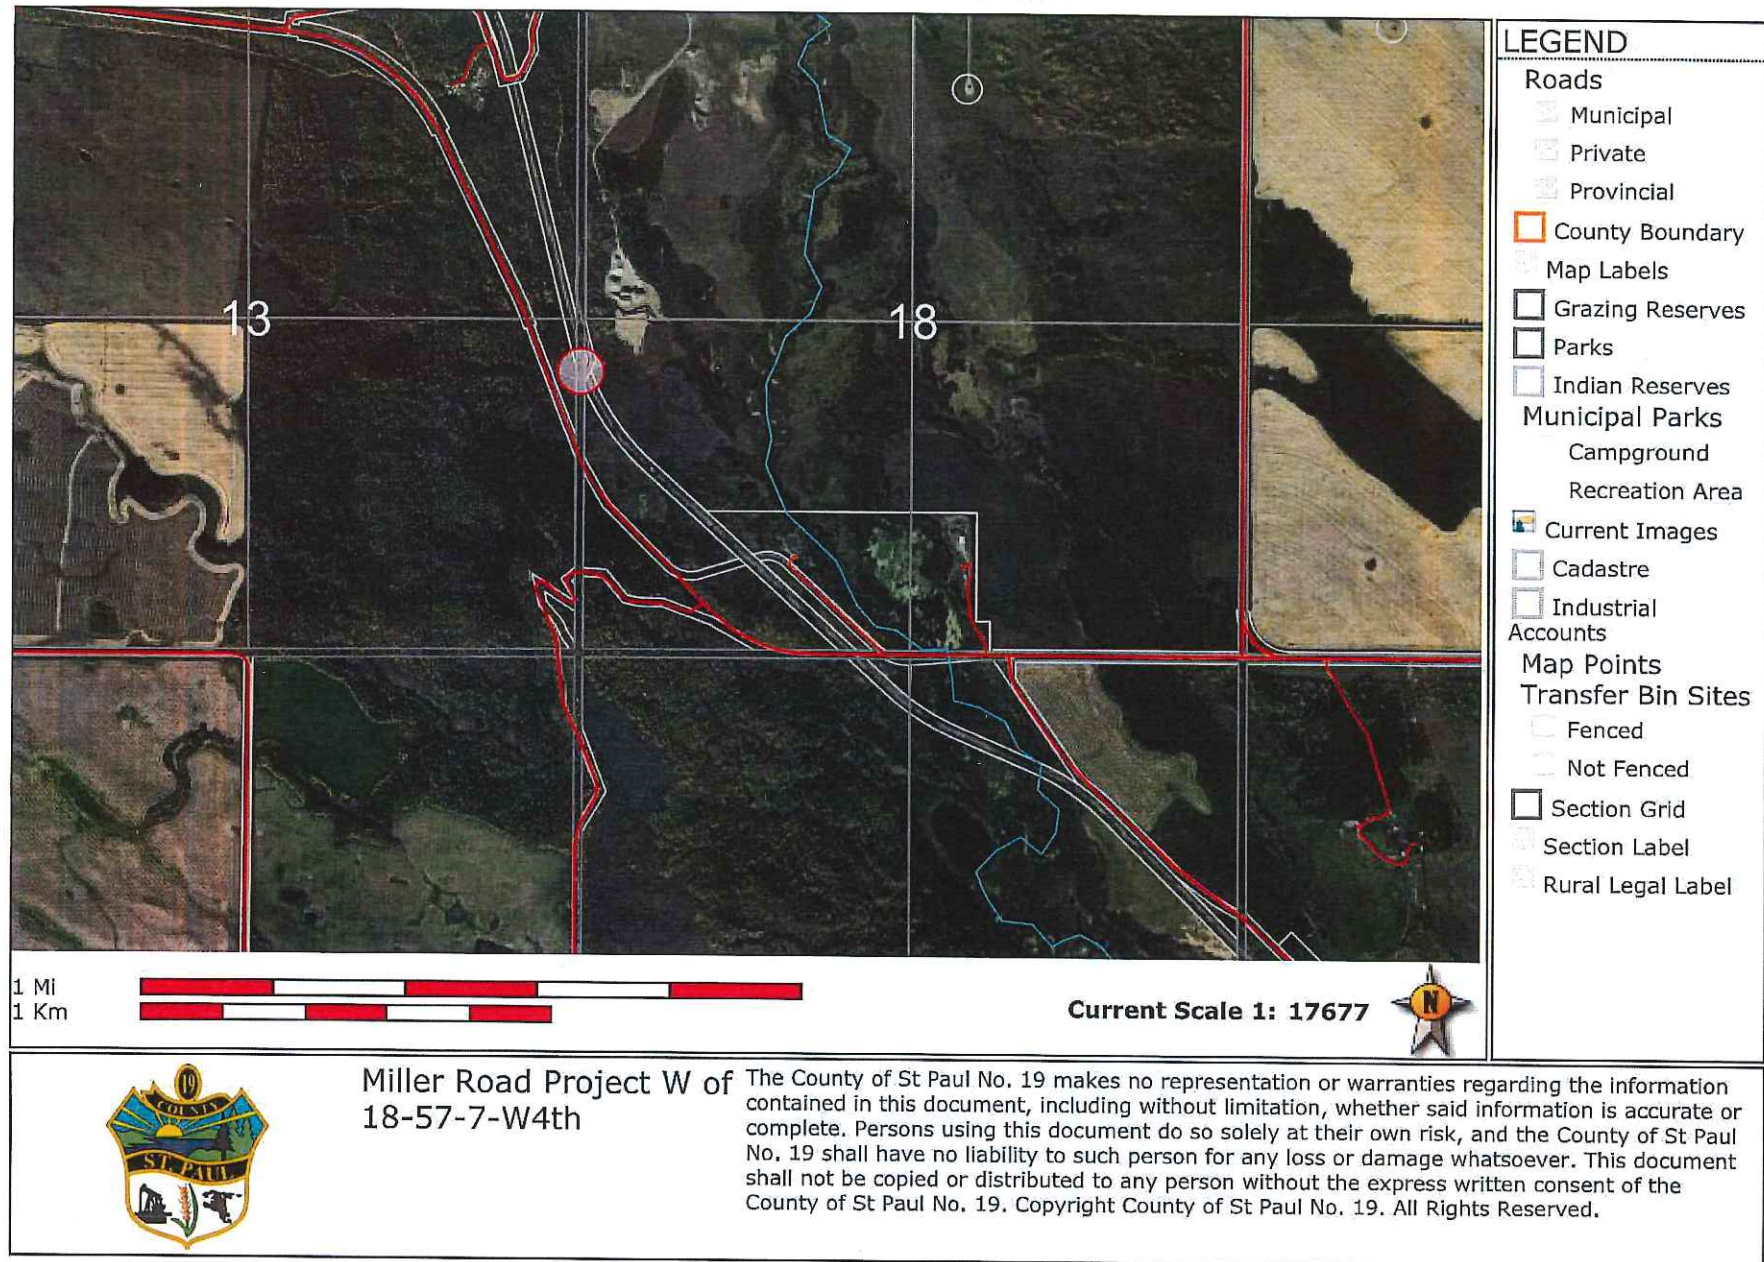 13
18
LEGEND
Roads
Municipal
Private
Provincial
County Boundary
Map Labels
Grazing Reserves
Parks
Indian Reserves
Municipal Parks
Campground
Recreation Area
Current Images
Cadastre
Industrial
Accounts
Map Points
Transfer Bin Sites
Fenced
Not Fenced
Section Grid
Section Label
Rural Legal Label
1 Mi
1 Km
Current Scale 1: 17677
N
19
COUNTY
ST. PAUL
Miller Road Project W of
18-57-7-W4th
The County of St Paul No. 19 makes no representation or warranties regarding the information
contained in this document, including without limitation, whether said information is accurate or
complete. Persons using this document do so solely at their own risk, and the County of St Paul
No. 19 shall have no liability to such person for any loss or damage whatsoever. This document
shall not be copied or distributed to any person without the express written consent of the
County of St Paul No. 19. Copyright County of St Paul No. 19. All Rights Reserved.